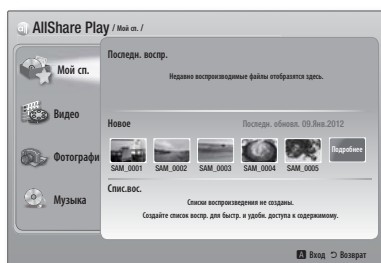 AllShare Play / Мой сп. /
Мой сп.
Видео
Фотографи
Музыка
Последн. воспр.
Недавно воспроизводимые файлы отобразятся здесь.
Новое
Последн. обновл. 09.Янв.2012
SAM_0001 SAM_0002 SAM_0003 SAM_0004 SAM_0005 Подробнее
Спис.вос.
Списки воспроизведения не созданы.
Создайте список воспр. для быстр. и удобн. доступа к содержимому.
A Вход Возврат